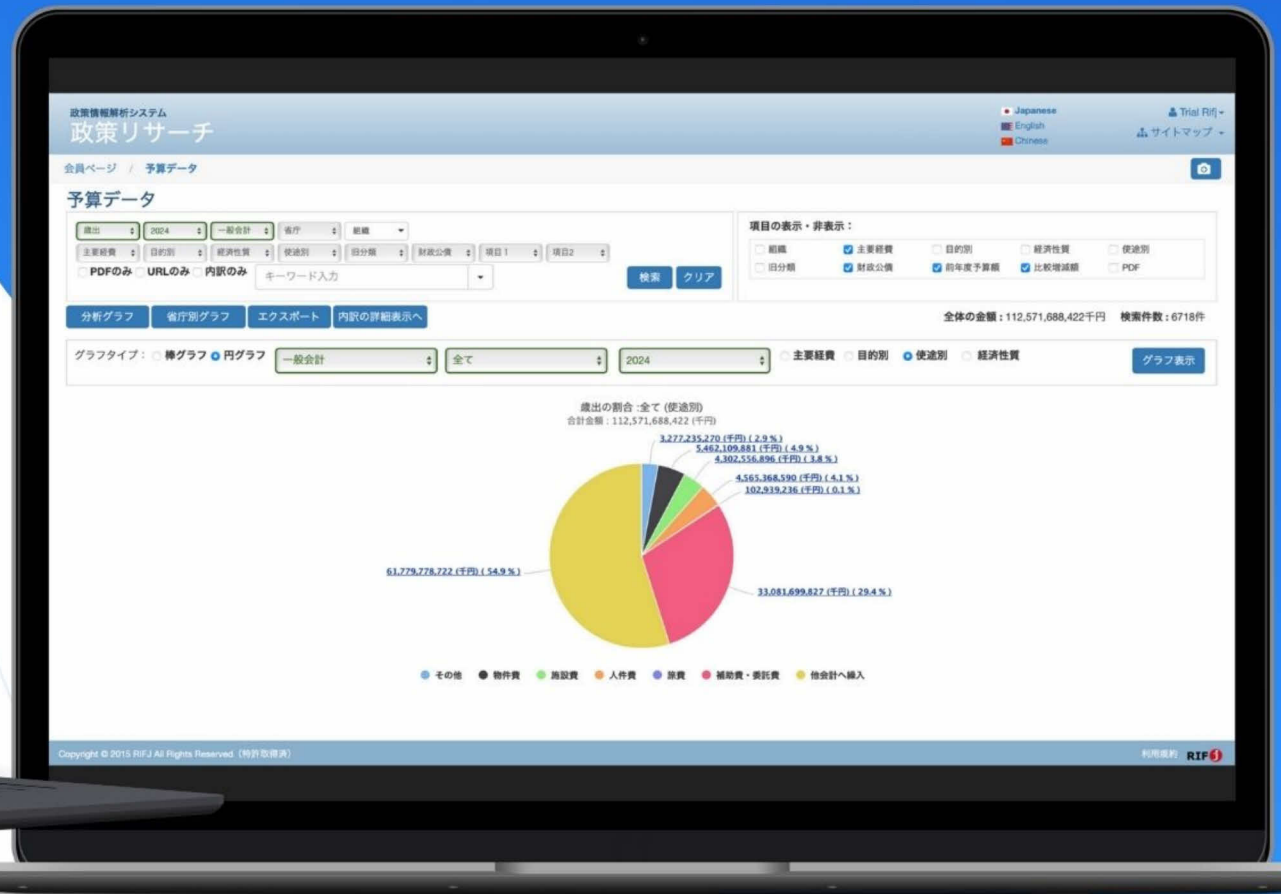 政策情報解析システム
政策リサーチ
Japanese
English
Chinese
Trial Rifj
サイトマップ
会員ページ / 予算データ
予算データ
歳出 2024 一般会計 省庁 組織
主要経費 目的別 経済性質 使途別 旧分類 財政公債 項目1 項目2
PDFのみ URLのみ 内訳のみ キーワード入力 検索 クリア
項目の表示・非表示：
組織 主要経費 目的別 経済性質 使途別
旧分類 財政公債 前年度予算額 比較増減額 PDF
分析グラフ 省庁別グラフ エクスポート 内訳の詳細表示へ
全体の金額：112,571,688,422千円 検索件数：6718件
グラフタイプ： 棒グラフ 円グラフ 一般会計 全て 2024 主要経費 目的別 使途別 経済性質 グラフ表示
歳出の割合 :全て (使途別)
合計金額 : 112,571,688,422 (千円)
3,277,235,270 (千円) ( 2.9 % )
5,462,109,881 (千円) ( 4.9 % )
4,302,556,896 (千円) ( 3.8 % )
4,565,368,590 (千円) ( 4.1 % )
102,939,236 (千円) ( 0.1 % )
61,779,778,722 (千円) ( 54.9 % )
33,081,699,827 (千円) ( 29.4 % )
その他 物件費 施設費 人件費 旅費 補助費・委託費 他会計へ繰入
Copyright © 2015 RIFJ All Rights Reserved.（特許取得済）
利用規約 RIFJ